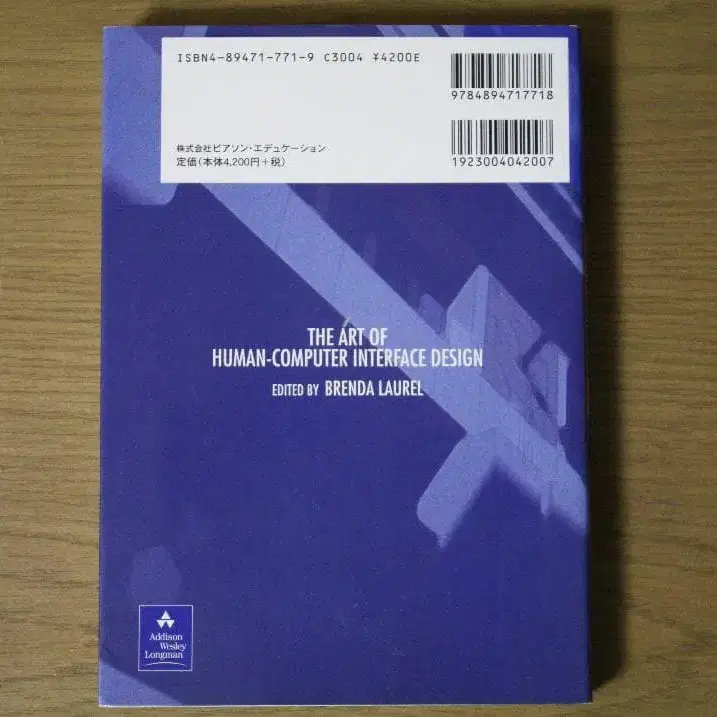 ISBN4-89471-771-9 C3004 ¥4200E
9784894717718
株式会社ピアソン・エデュケーション
定価(本体4,200円+税)
1923004042007
THE ART OF
HUMAN-COMPUTER INTERFACE DESIGN
EDITED BY BRENDA LAUREL
Addison
Wesley
Longman